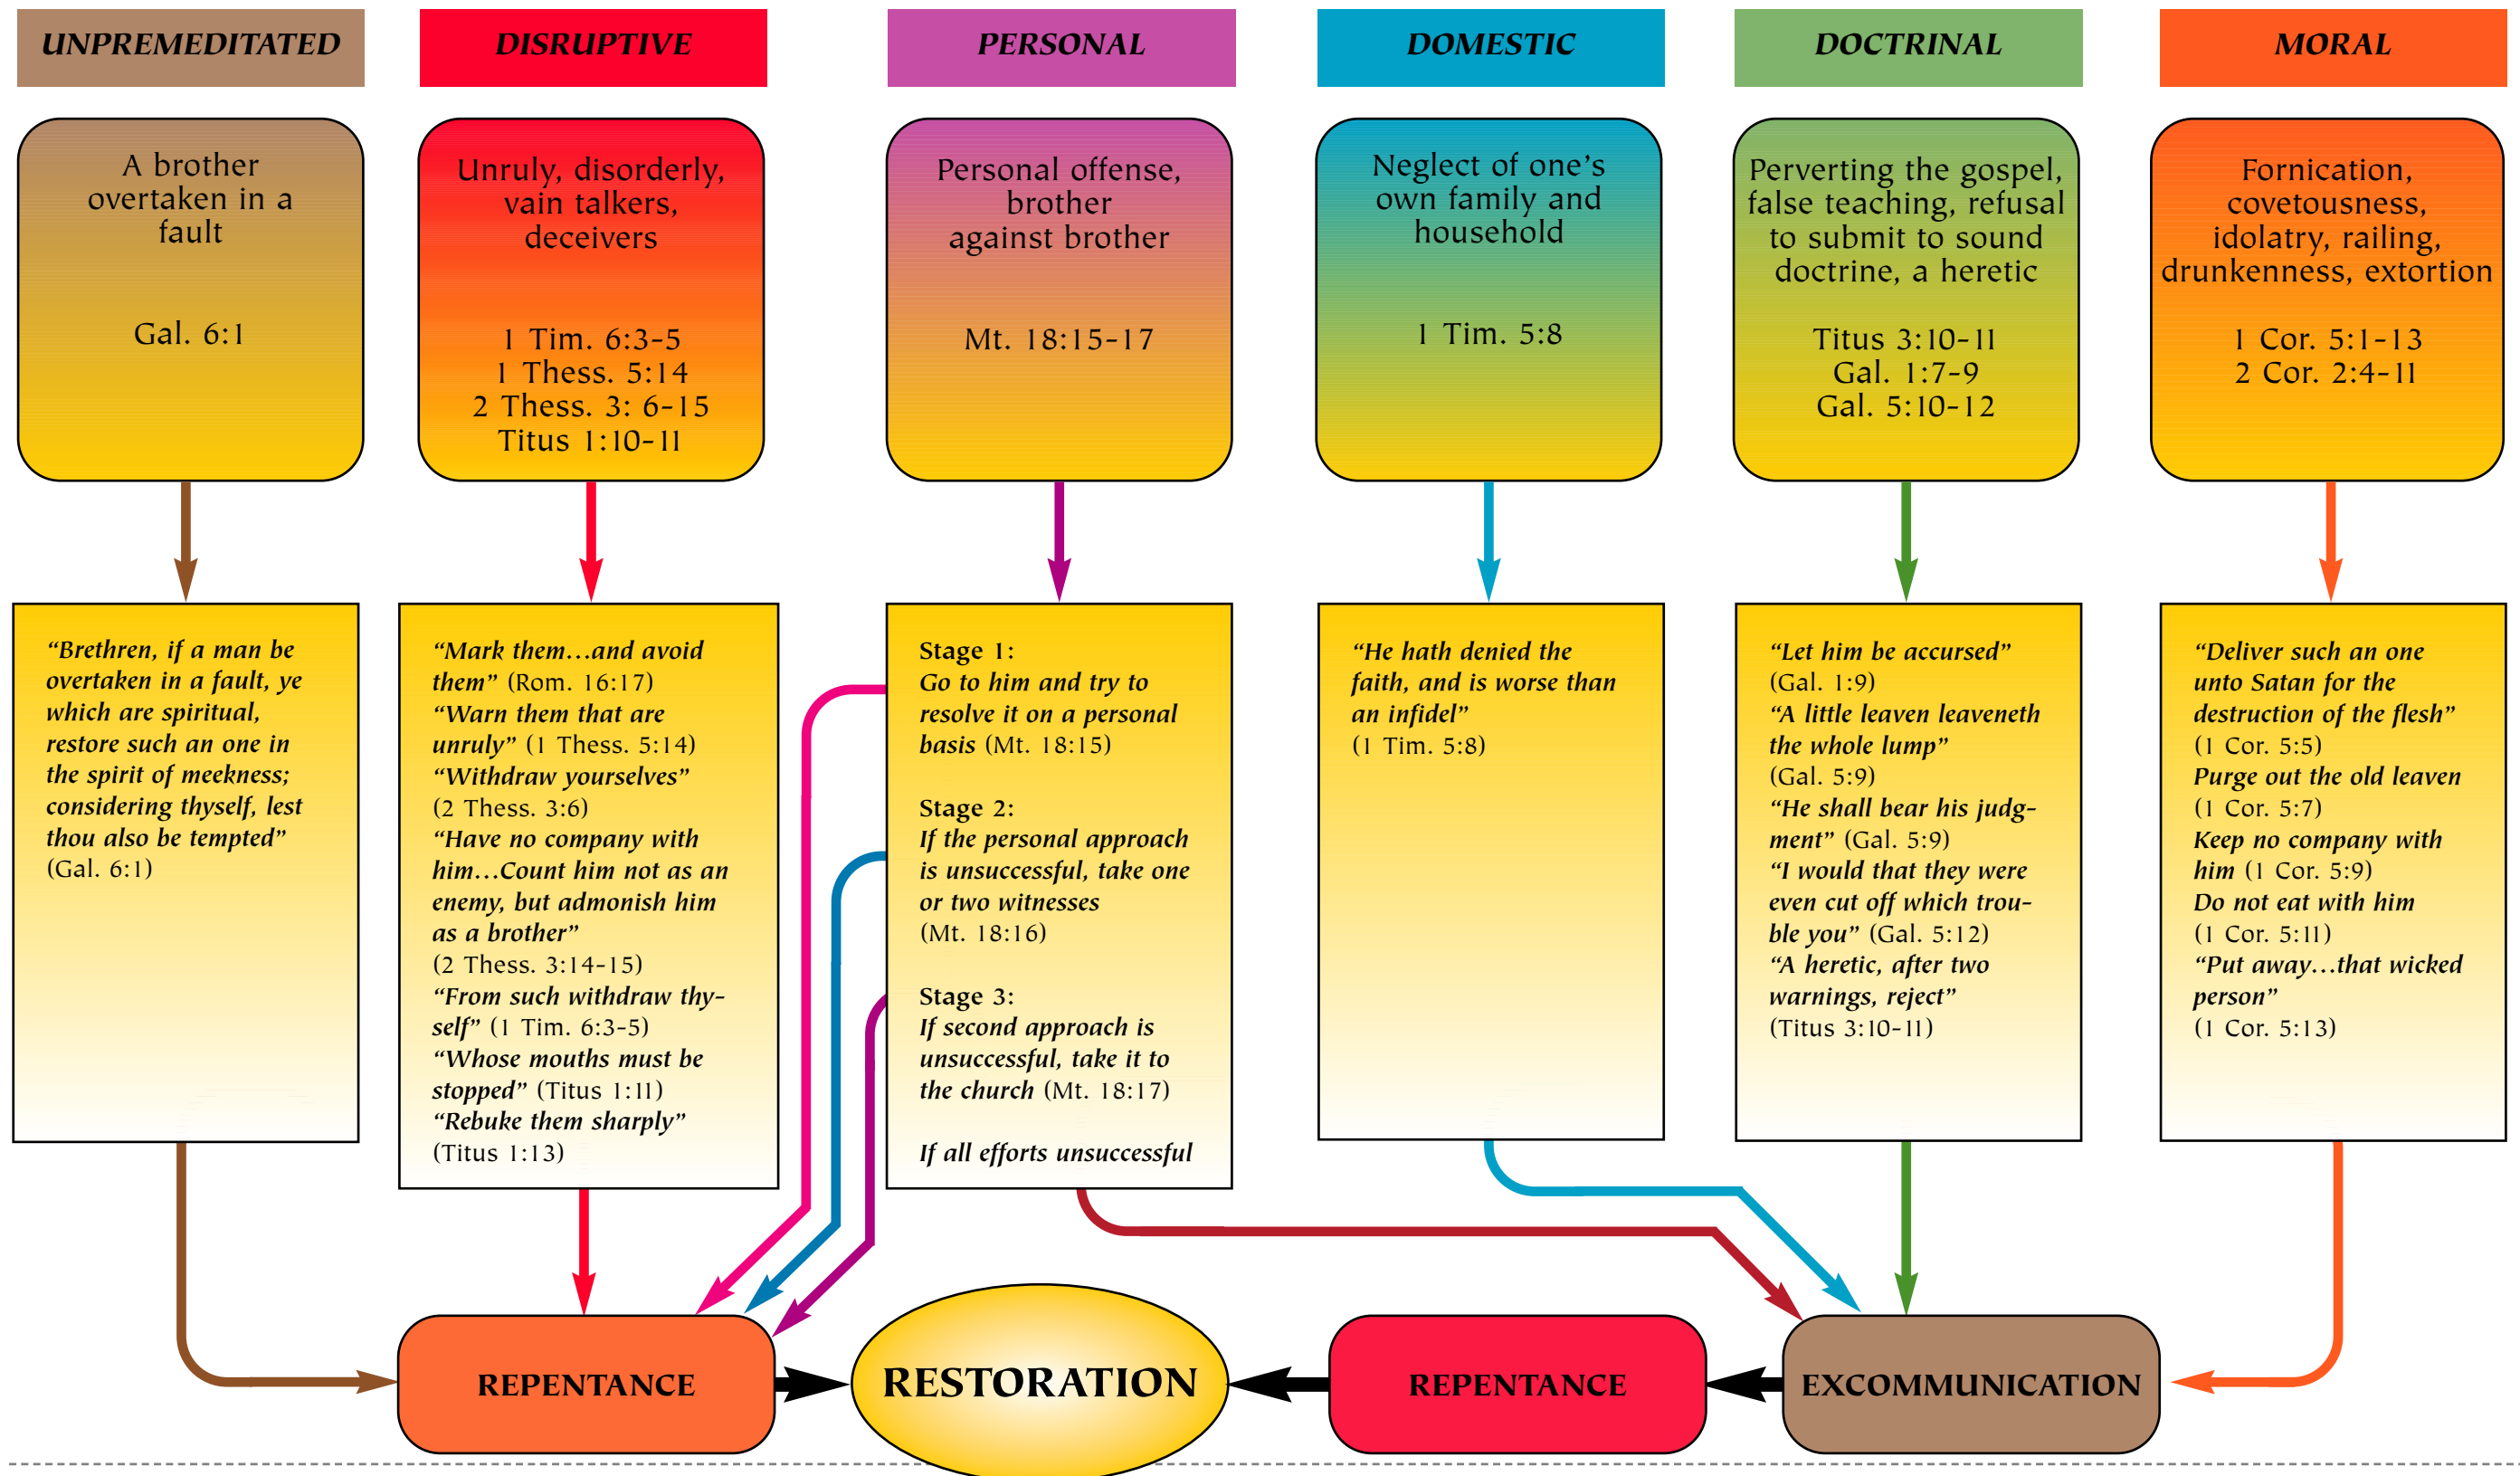 UNPREMEDITATED
DISRUPTIVE
PERSONAL
DOMESTIC
DOCTRINAL
MORAL
A brother
overtaken in a
fault
Gal. 6:1
Unruly, disorderly,
vain talkers,
deceivers
1 Tim. 6:3-5
1 Thess. 5:14
2 Thess. 3: 6-15
Titus 1:10-11
Personal offense,
brother
against brother
Mt. 18:15-17
Neglect of one’s
own family and
household
1 Tim. 5:8
Perverting the gospel,
false teaching, refusal
to submit to sound
doctrine, a heretic
Titus 3:10-11
Gal. 1:7-9
Gal. 5:10-12
Fornication,
covetousness,
idolatry, railing,
drunkenness, extortion
1 Cor. 5:1-13
2 Cor. 2:4-11
“Brethren, if a man be
overtaken in a fault, ye
which are spiritual,
restore such an one in
the spirit of meekness;
considering thyself, lest
thou also be tempted”
(Gal. 6:1)
“Mark them…and avoid
them” (Rom. 16:17)
“Warn them that are
unruly” (1 Thess. 5:14)
“Withdraw yourselves”
(2 Thess. 3:6)
“Have no company with
him…Count him not as an
enemy, but admonish him
as a brother”
(2 Thess. 3:14-15)
“From such withdraw thy-
self” (1 Tim. 6:3-5)
“Whose mouths must be
stopped” (Titus 1:11)
“Rebuke them sharply”
(Titus 1:13)
Stage 1:
Go to him and try to
resolve it on a personal
basis (Mt. 18:15)
Stage 2:
If the personal approach
is unsuccessful, take one
or two witnesses
(Mt. 18:16)
Stage 3:
If second approach is
unsuccessful, take it to
the church (Mt. 18:17)
If all efforts unsuccessful
“He hath denied the
faith, and is worse than
an infidel”
(1 Tim. 5:8)
“Let him be accursed”
(Gal. 1:9)
“A little leaven leaveneth
the whole lump”
(Gal. 5:9)
“He shall bear his judg-
ment” (Gal. 5:9)
“I would that they were
even cut off which trou-
ble you” (Gal. 5:12)
“A heretic, after two
warnings, reject”
(Titus 3:10-11)
“Deliver such an one
unto Satan for the
destruction of the flesh”
(1 Cor. 5:5)
Purge out the old leaven
(1 Cor. 5:7)
Keep no company with
him (1 Cor. 5:9)
Do not eat with him
(1 Cor. 5:11)
“Put away…that wicked
person”
(1 Cor. 5:13)
REPENTANCE
RESTORATION
REPENTANCE
EXCOMMUNICATION